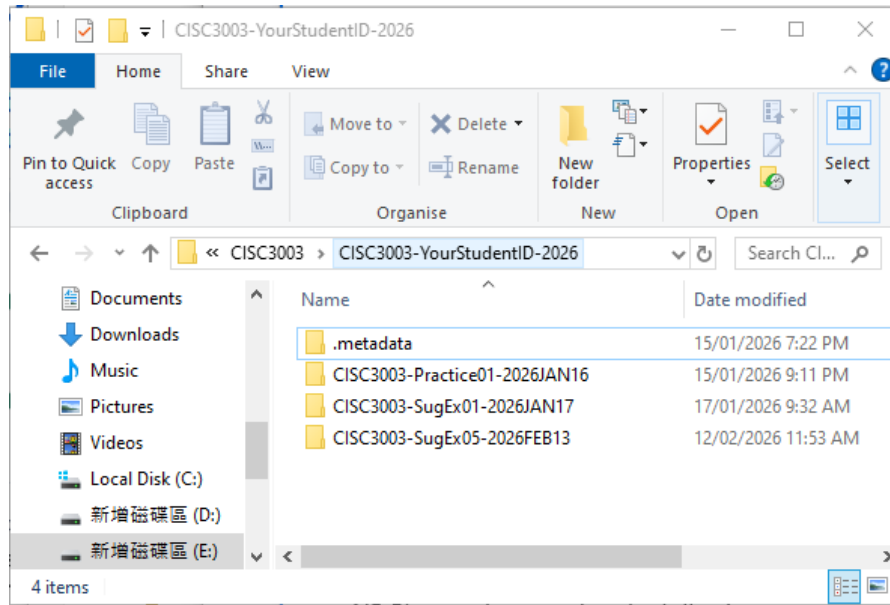 CISC3003-YourStudentID-2026
File Home Share View
?
Pin to Quick access
Copy
Paste
W...
Clipboard
Move to
Copy to
Delete
Rename
Organise
New folder
New
Properties
Open
Select
« CISC3003 > CISC3003-YourStudentID-2026
Search Cl...
Documents
Downloads
Music
Pictures
Videos
Local Disk (C:)
新增磁碟區 (D:)
新增磁碟區 (E:)
Name Date modified
.metadata 15/01/2026 7:22 PM
CISC3003-Practice01-2026JAN16 15/01/2026 9:11 PM
CISC3003-SugEx01-2026JAN17 17/01/2026 9:32 AM
CISC3003-SugEx05-2026FEB13 12/02/2026 11:53 AM
4 items